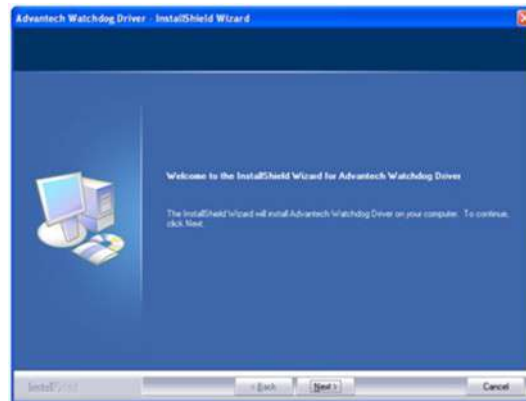 Advantech Watchdog Driver - InstallShield Wizard
Welcome to the InstallShield Wizard for Advantech Watchdog Driver
The InstallShield Wizard will install Advantech Watchdog Driver on your computer. To continue,
click Next.
InstallShield
< Back
Next >
Cancel